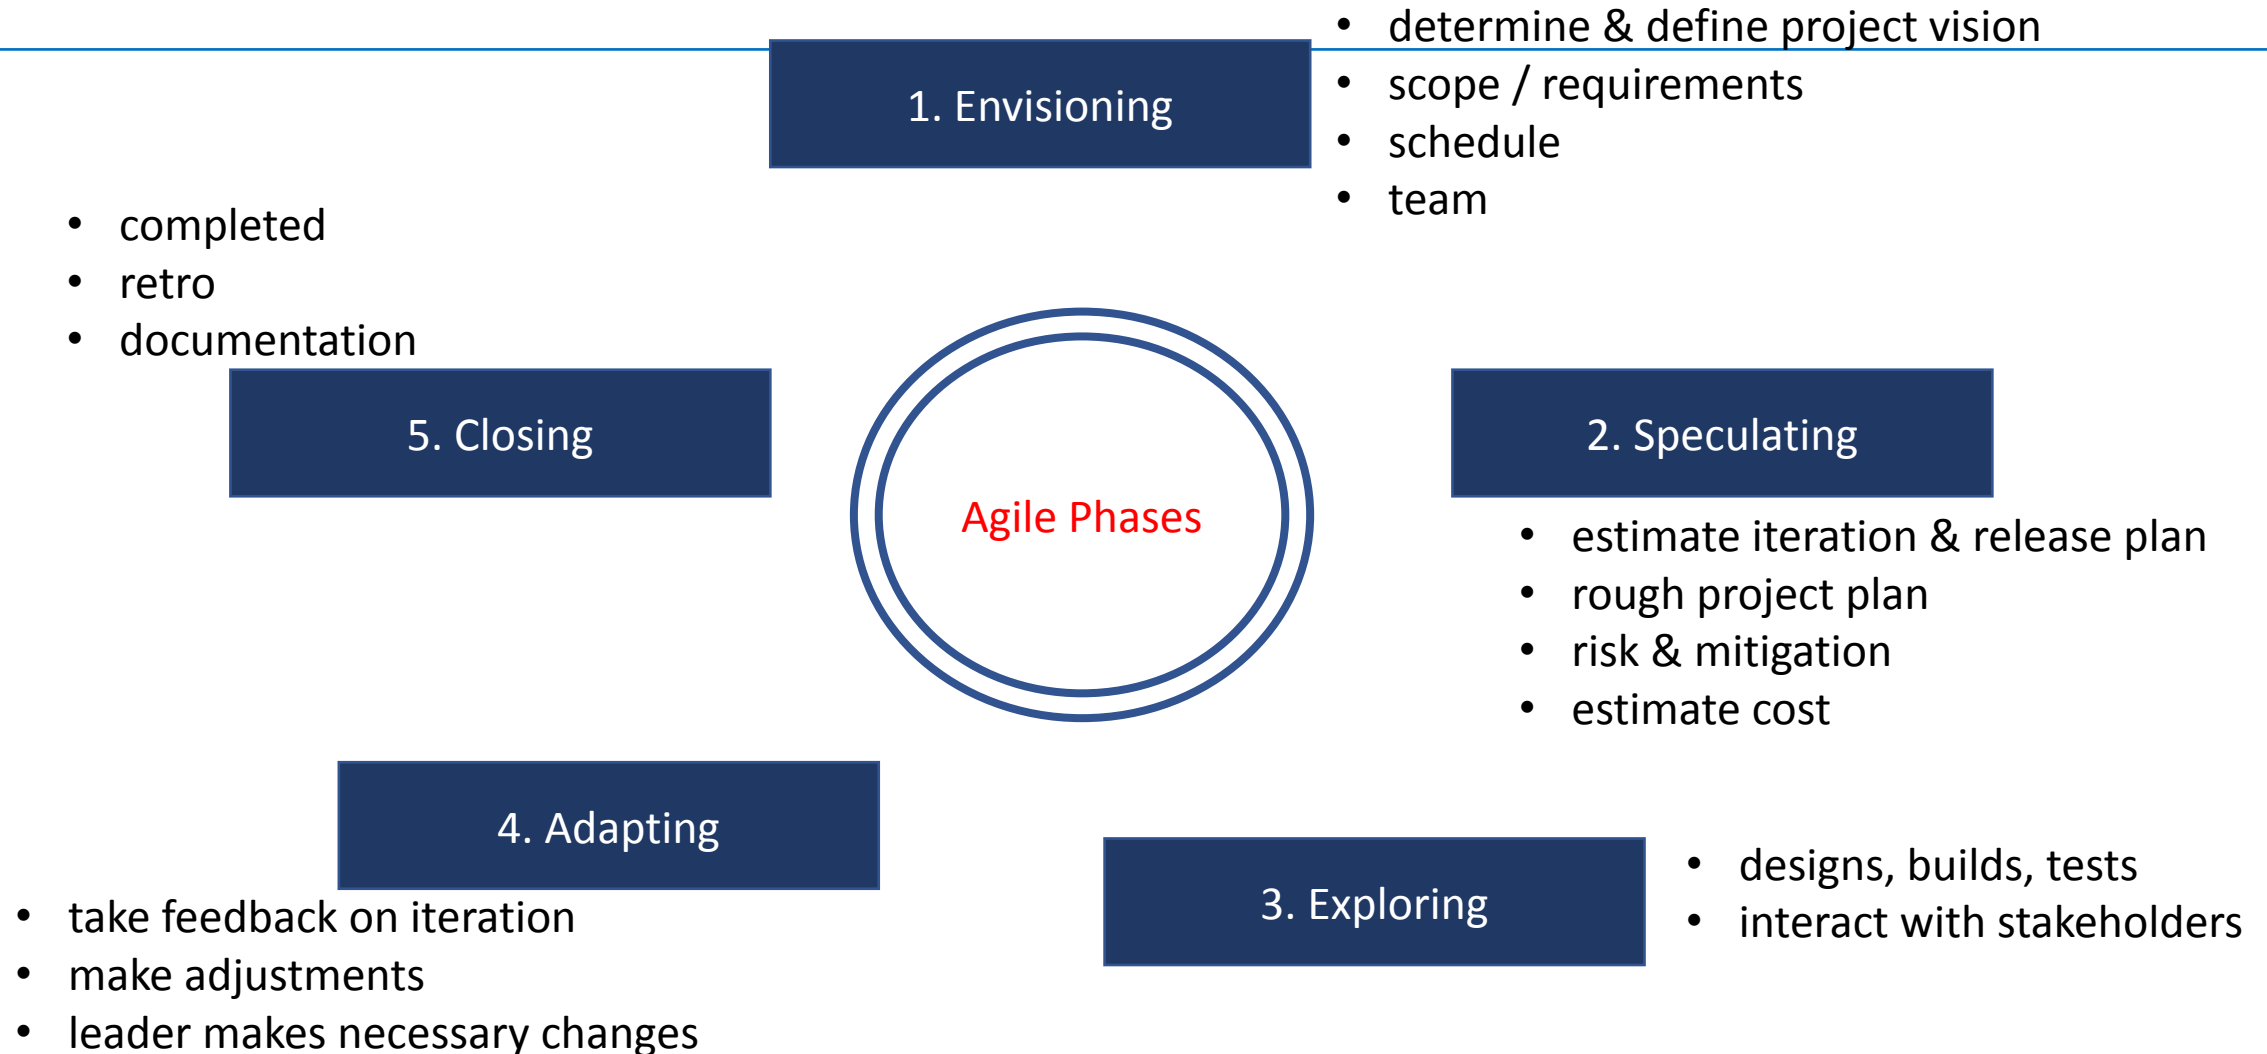 1. Envisioning
• determine & define project vision
• scope / requirements
• schedule
• team
Agile Phases
2. Speculating
• estimate iteration & release plan
• rough project plan
• risk & mitigation
• estimate cost
3. Exploring
• designs, builds, tests
• interact with stakeholders
4. Adapting
• take feedback on iteration
• make adjustments
• leader makes necessary changes
5. Closing
• completed
• retro
• documentation